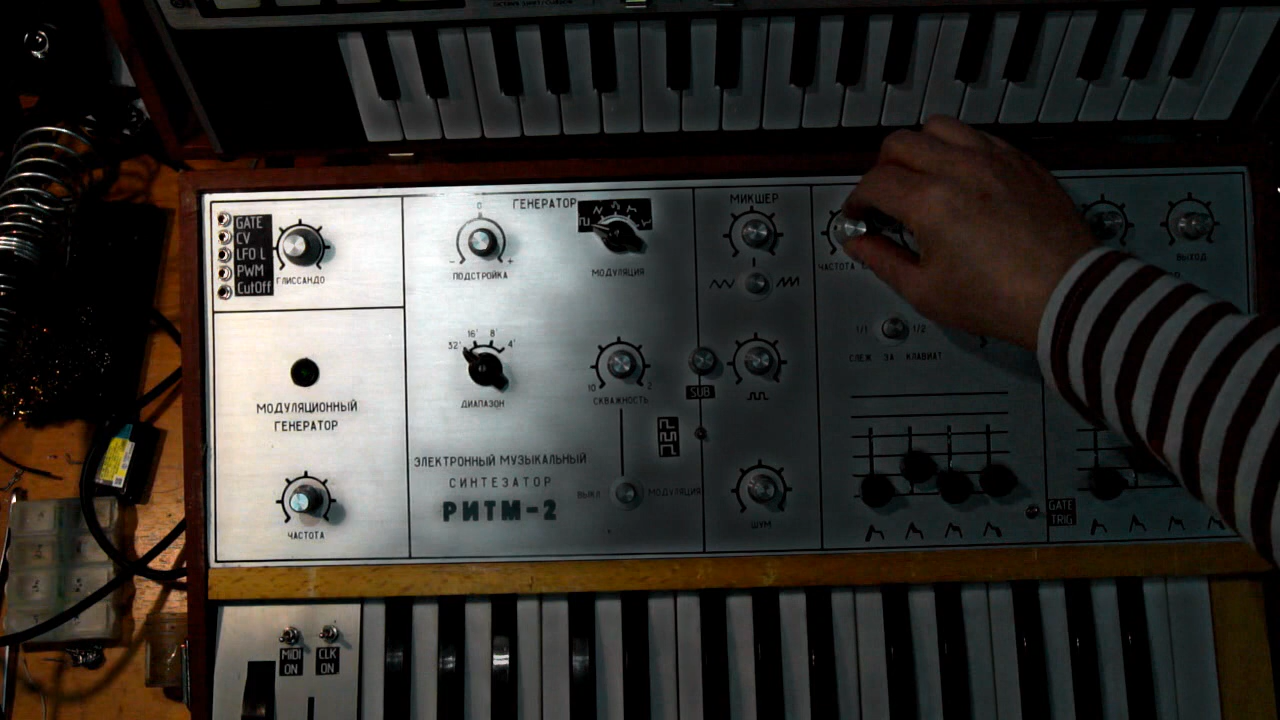 GATE
CV
LFO L
PWM
CutOff
ГЛИССАНДО
МОДУЛЯЦИОННЫЙ
ГЕНЕРАТОР
ЧАСТОТА
ГЕНЕРАТОР
0
- +
ПОДСТРОЙКА
МОДУЛЯЦИЯ
32' 16' 8' 4'
ДИАПАЗОН
10 2
СКВАЖНОСТЬ
ЭЛЕКТРОННЫЙ МУЗЫКАЛЬНЫЙ
СИНТЕЗАТОР
РИТМ-2
ВЫКЛ МОДУЛЯЦИЯ
МИКШЕР
SUB
ШУМ
ЧАСТОТА
1/1 1/2
СЛЕЖ ЗА КЛАВИАТ
ВЫХОД
GATE
TRIG
MIDI
ON
CLK
ON